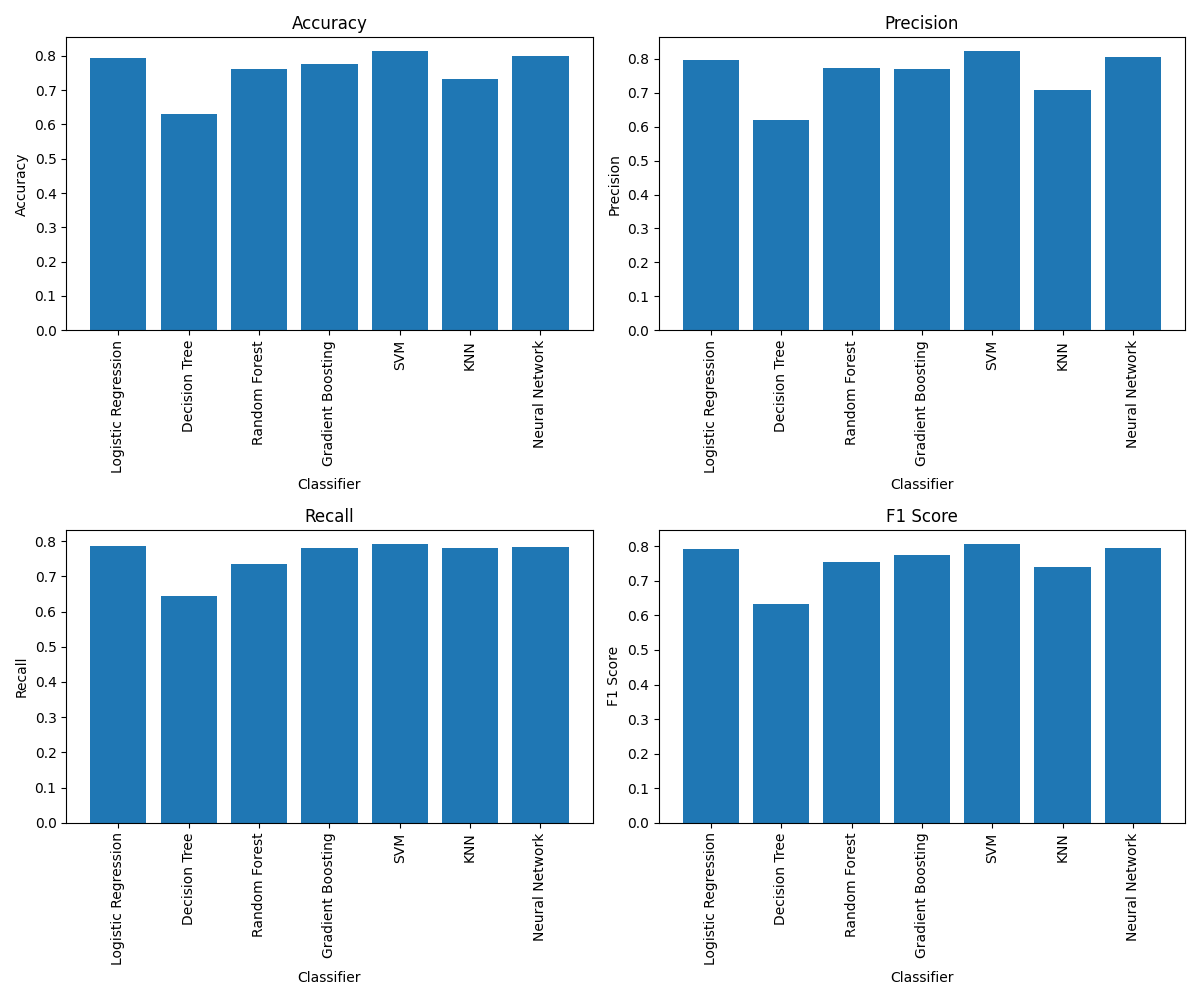 Accuracy
Accuracy
0.8
0.7
0.6
0.5
0.4
0.3
0.2
0.1
0.0
Logistic Regression
Decision Tree
Random Forest
Gradient Boosting
SVM
KNN
Neural Network
Classifier
Precision
Precision
0.8
0.7
0.6
0.5
0.4
0.3
0.2
0.1
0.0
Logistic Regression
Decision Tree
Random Forest
Gradient Boosting
SVM
KNN
Neural Network
Classifier
Recall
Recall
0.8
0.7
0.6
0.5
0.4
0.3
0.2
0.1
0.0
Logistic Regression
Decision Tree
Random Forest
Gradient Boosting
SVM
KNN
Neural Network
Classifier
F1 Score
F1 Score
0.8
0.7
0.6
0.5
0.4
0.3
0.2
0.1
0.0
Logistic Regression
Decision Tree
Random Forest
Gradient Boosting
SVM
KNN
Neural Network
Classifier